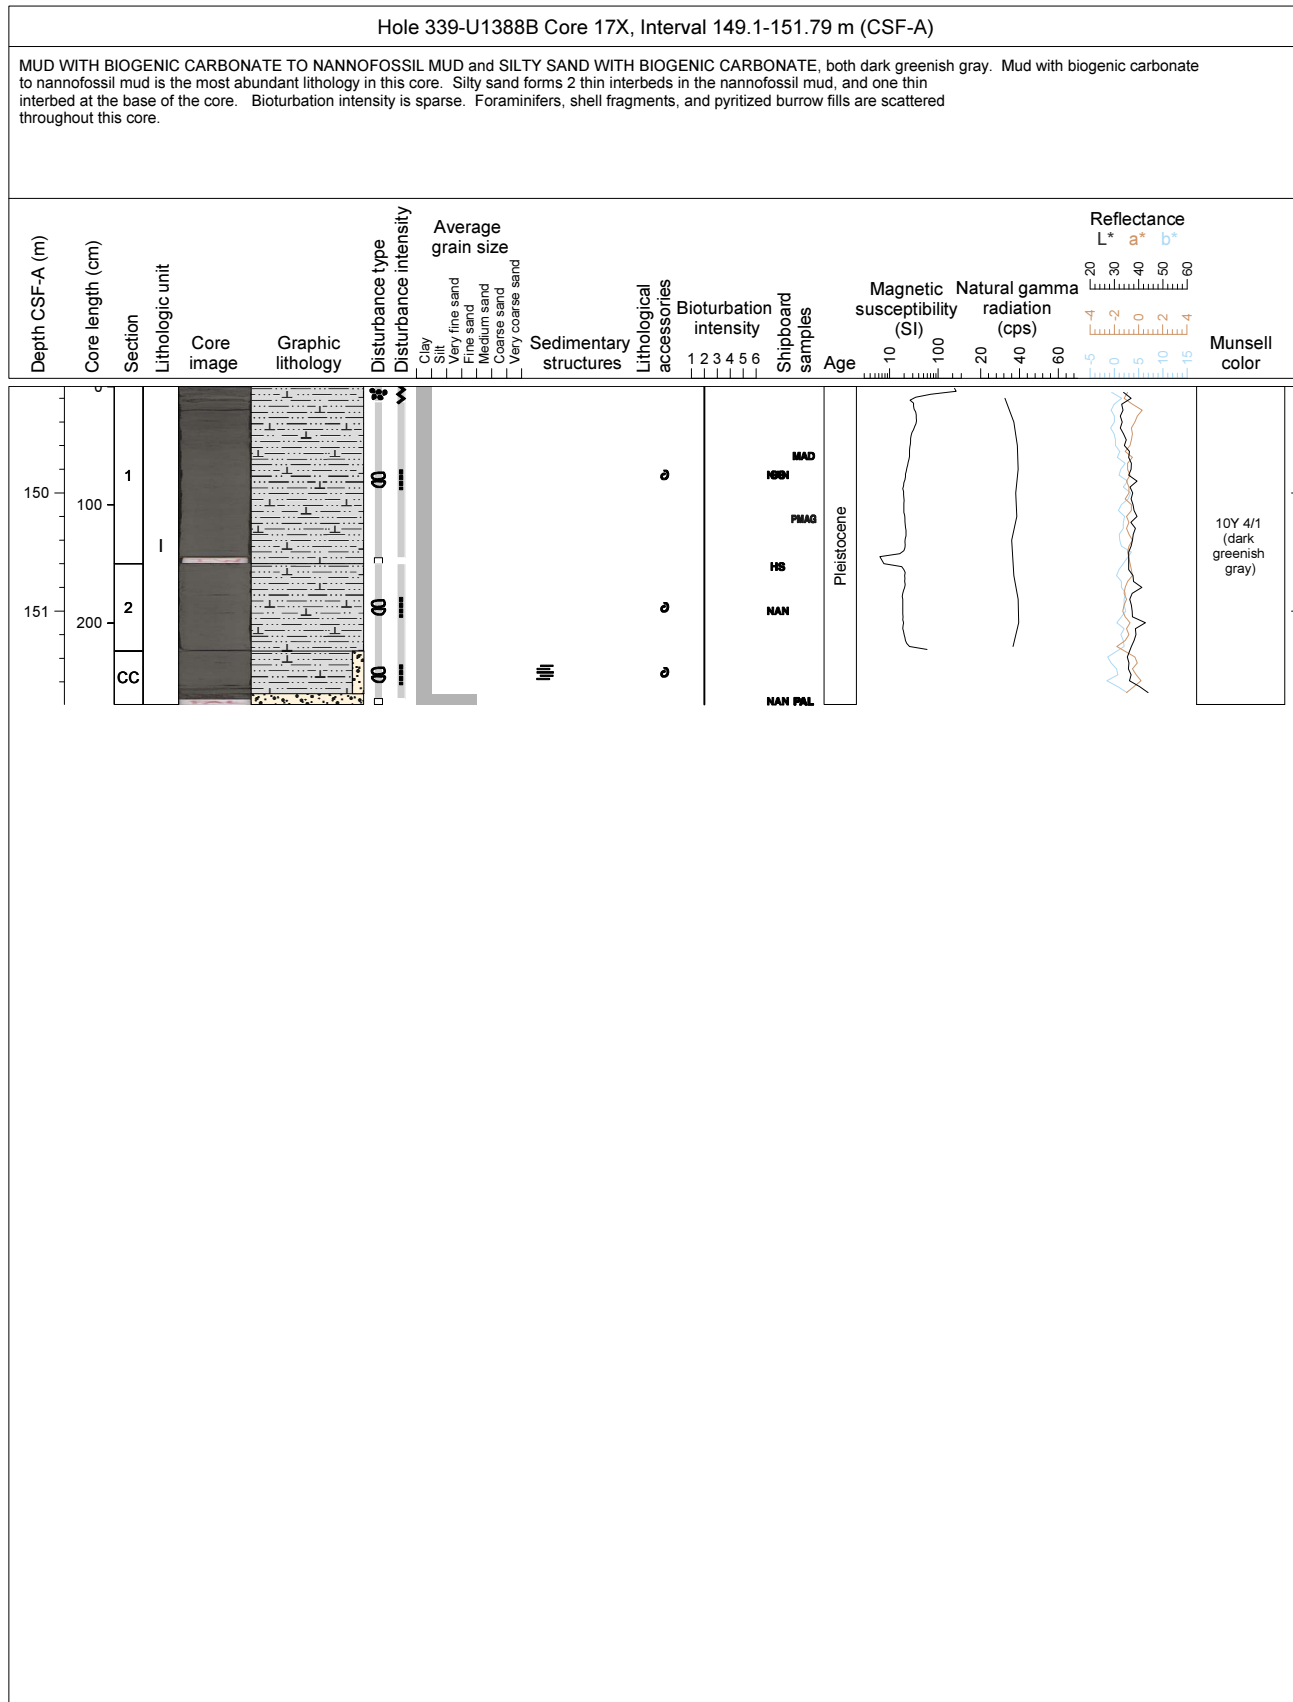 Hole 339-U1388B Core 17X, Interval 149.1-151.79 m (CSF-A)
MUD WITH BIOGENIC CARBONATE TO NANNOFOSSIL MUD and SILTY SAND WITH BIOGENIC CARBONATE, both dark greenish gray.  Mud with biogenic carbonate
to nannofossil mud is the most abundant lithology in this core.  Silty sand forms 2 thin interbeds in the nannofossil mud, and one thin
interbed at the base of the core.   Bioturbation intensity is sparse.  Foraminifers, shell fragments, and pyritized burrow fills are scattered
throughout this core.
Depth CSF-A (m)
Core length (cm)
Section
Lithologic unit
Core
image
Graphic
lithology
Disturbance type
Disturbance intensity
Average
grain size
Clay
Silt
Very fine sand
Fine sand
Medium sand
Coarse sand
Very coarse sand
Sedimentary
structures
Lithological
accessories
Bioturbation
intensity
1 2 3 4 5 6
Shipboard
samples
Age
Magnetic
susceptibility
(SI)
10 100
Natural gamma
radiation
(cps)
20 40 60
Reflectance
L* a* b*
20 30 40 50 60
-4 -2 0 2 4
-5 0 5 10 15
Munsell
color
0
1
150
100
I
151
2
200
CC
MAD
PMAG
HS
NAN
NAN PAL
Pleistocene
10Y 4/1
(dark
greenish
gray)